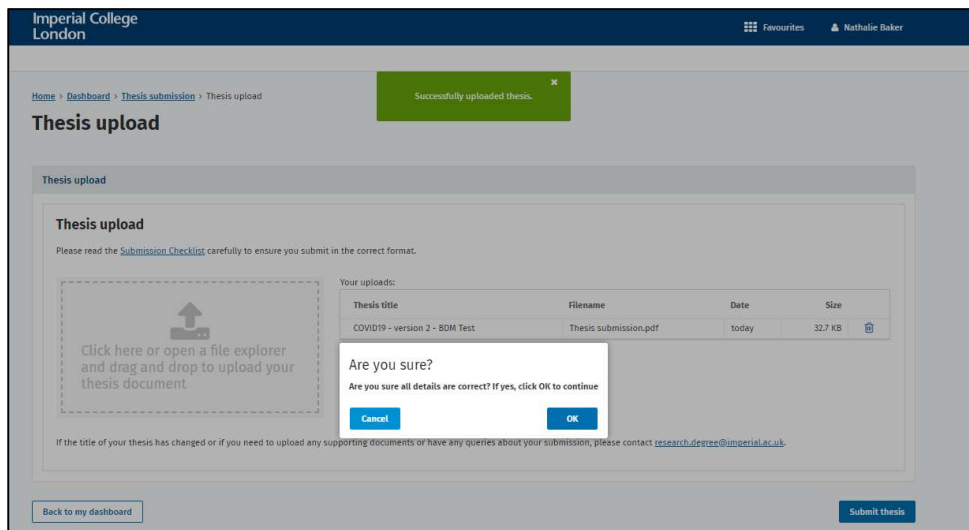 Imperial College
London
Favourites
Nathalie Baker
Home > Dashboard > Thesis submission > Thesis upload
Successfully uploaded thesis.
Thesis upload
Thesis upload
Thesis upload
Please read the Submission Checklist carefully to ensure you submit in the correct format.
Click here or open a file explorer
and drag and drop to upload your
thesis document
Your uploads:
Thesis title Filename Date Size
COVID19 - version 2 - BDM Test Thesis submission.pdf today 32.7 KB
Are you sure?
Are you sure all details are correct? If yes, click OK to continue
Cancel OK
If the title of your thesis has changed or if you need to upload any supporting documents or have any queries about your submission, please contact research.degree@imperial.ac.uk.
Back to my dashboard
Submit thesis